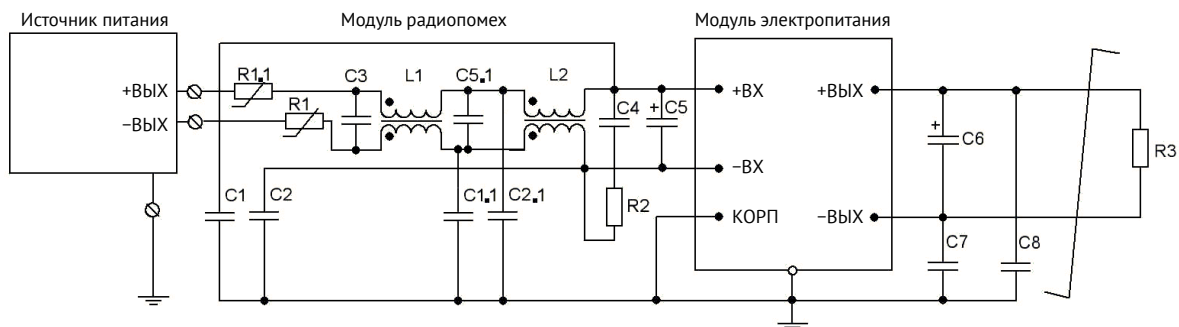 Источник питания
Модуль радиопомех
Модуль электропитания
R1.1
C3
L1
C5.1
L2
+ВЫХ
−ВЫХ
R1
C4
+ C5
+ВХ
−ВХ
КОРП
+ВЫХ
−ВЫХ
+
C6
R3
C1
C2
C1.1
C2.1
R2
C7
C8